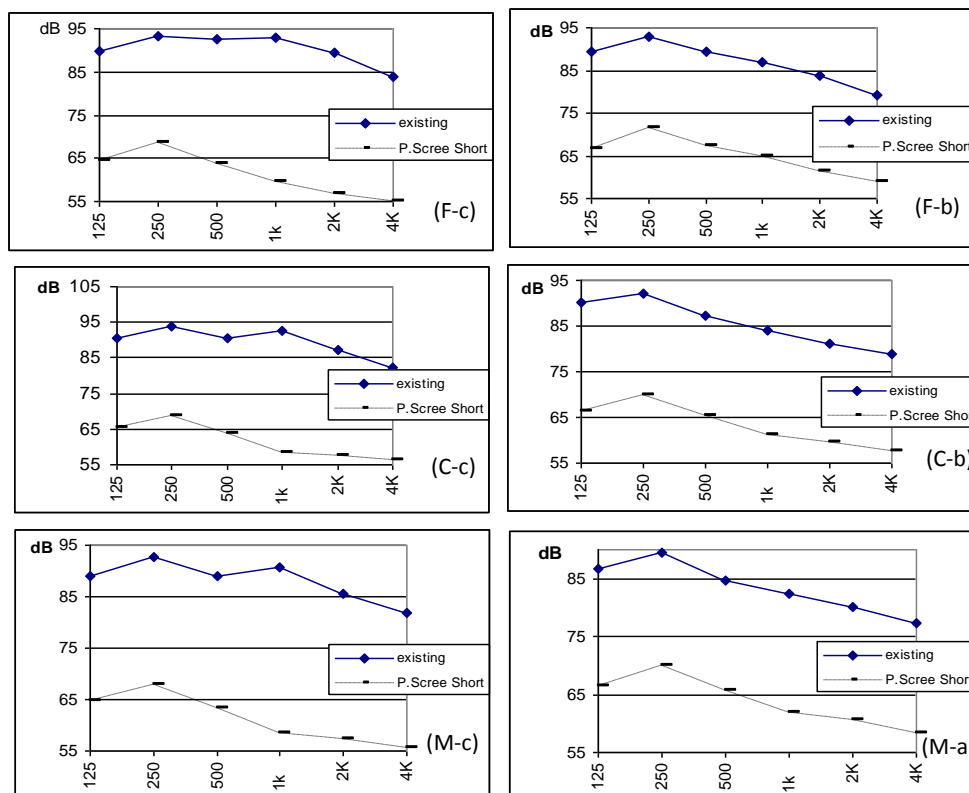 dB
95
85
75
65
55
125
250
500
1k
2K
4K
existing
P.Scree Short
(F-c)
95
85
75
65
55
125
250
500
1k
2K
4K
existing
P.Scree Short
(F-b)
dB
105
95
85
75
65
55
125
250
500
1k
2K
4K
existing
P.Scree Short
(C-c)
dB
95
85
75
65
55
125
250
500
1k
2K
4K
existing
P.Scree Short
(C-b)
dB
95
85
75
65
55
125
250
500
1k
2K
4K
existing
P.Scree Short
(M-c)
dB
85
75
65
55
125
250
500
1k
2K
4K
existing
P.Scree Short
(M-a